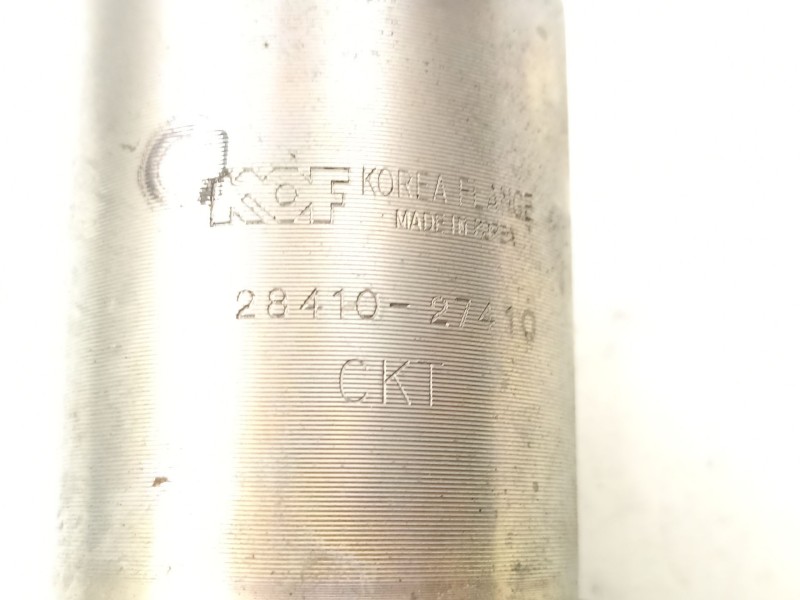 KOF KOREA FLANGE
MADE IN KOREA
28410-27410
CKT